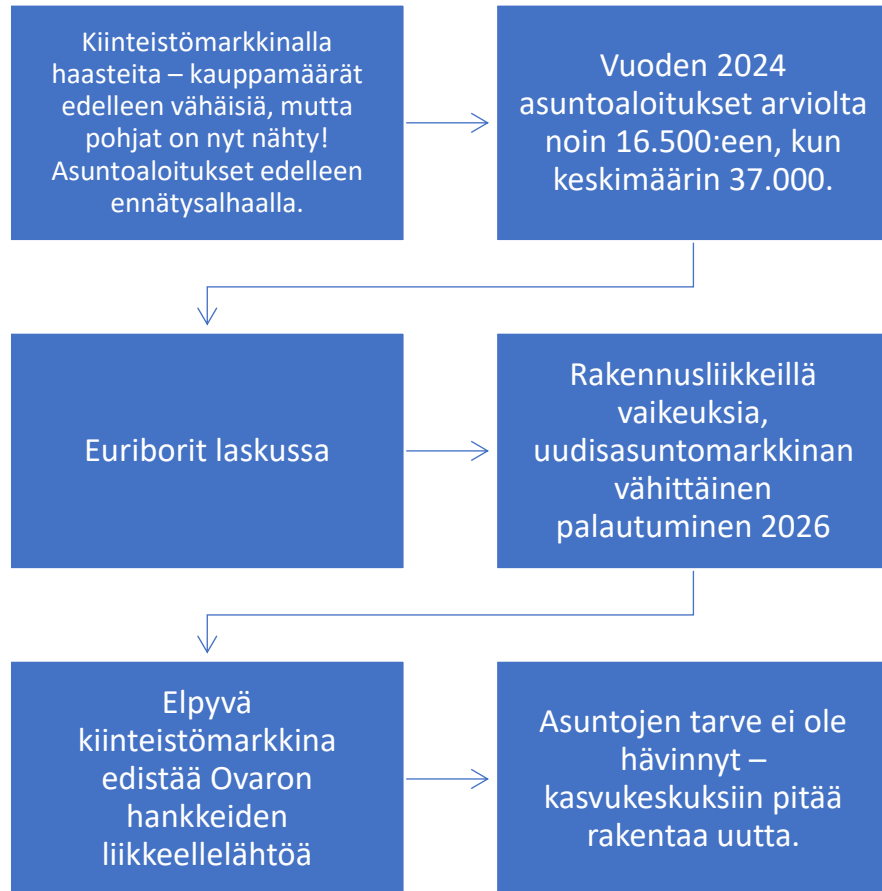 Kiinteistömarkkinalla
haasteita – kauppamäärät
edelleen vähäisiä, mutta
pohjat on nyt nähty!
Asuntoaloitukset edelleen
ennätysalhaalla.
Vuoden 2024
asuntoaloitukset arviolta
noin 16.500:een, kun
keskimäärin 37.000.
Euriborit laskussa
Rakennusliikkeillä
vaikeuksia,
uudisasuntomarkkinan
vähittäinen
palautuminen 2026
Elpyvä
kiinteistömarkkina
edistää Ovaron
hankkeiden
liikkeellelähtöä
Asuntojen tarve ei ole
hävinnyt –
kasvukeskuksiin pitää
rakentaa uutta.